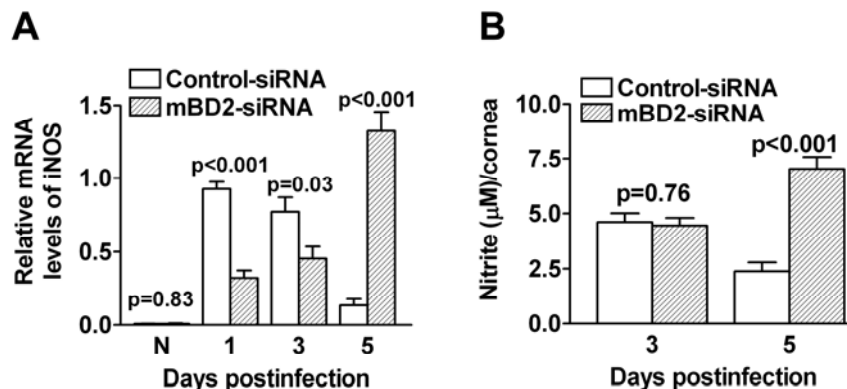 A
Control-siRNA
mBD2-siRNA
Relative mRNA
levels of iNOS
1.5
1.0
0.5
0.0
p=0.83
p<0.001
p=0.03
p<0.001
N 1 3 5
Days postinfection
B
Control-siRNA
mBD2-siRNA
Nitrite (μM)/cornea
10.0
7.5
5.0
2.5
0.0
p=0.76
p<0.001
3 5
Days postinfection